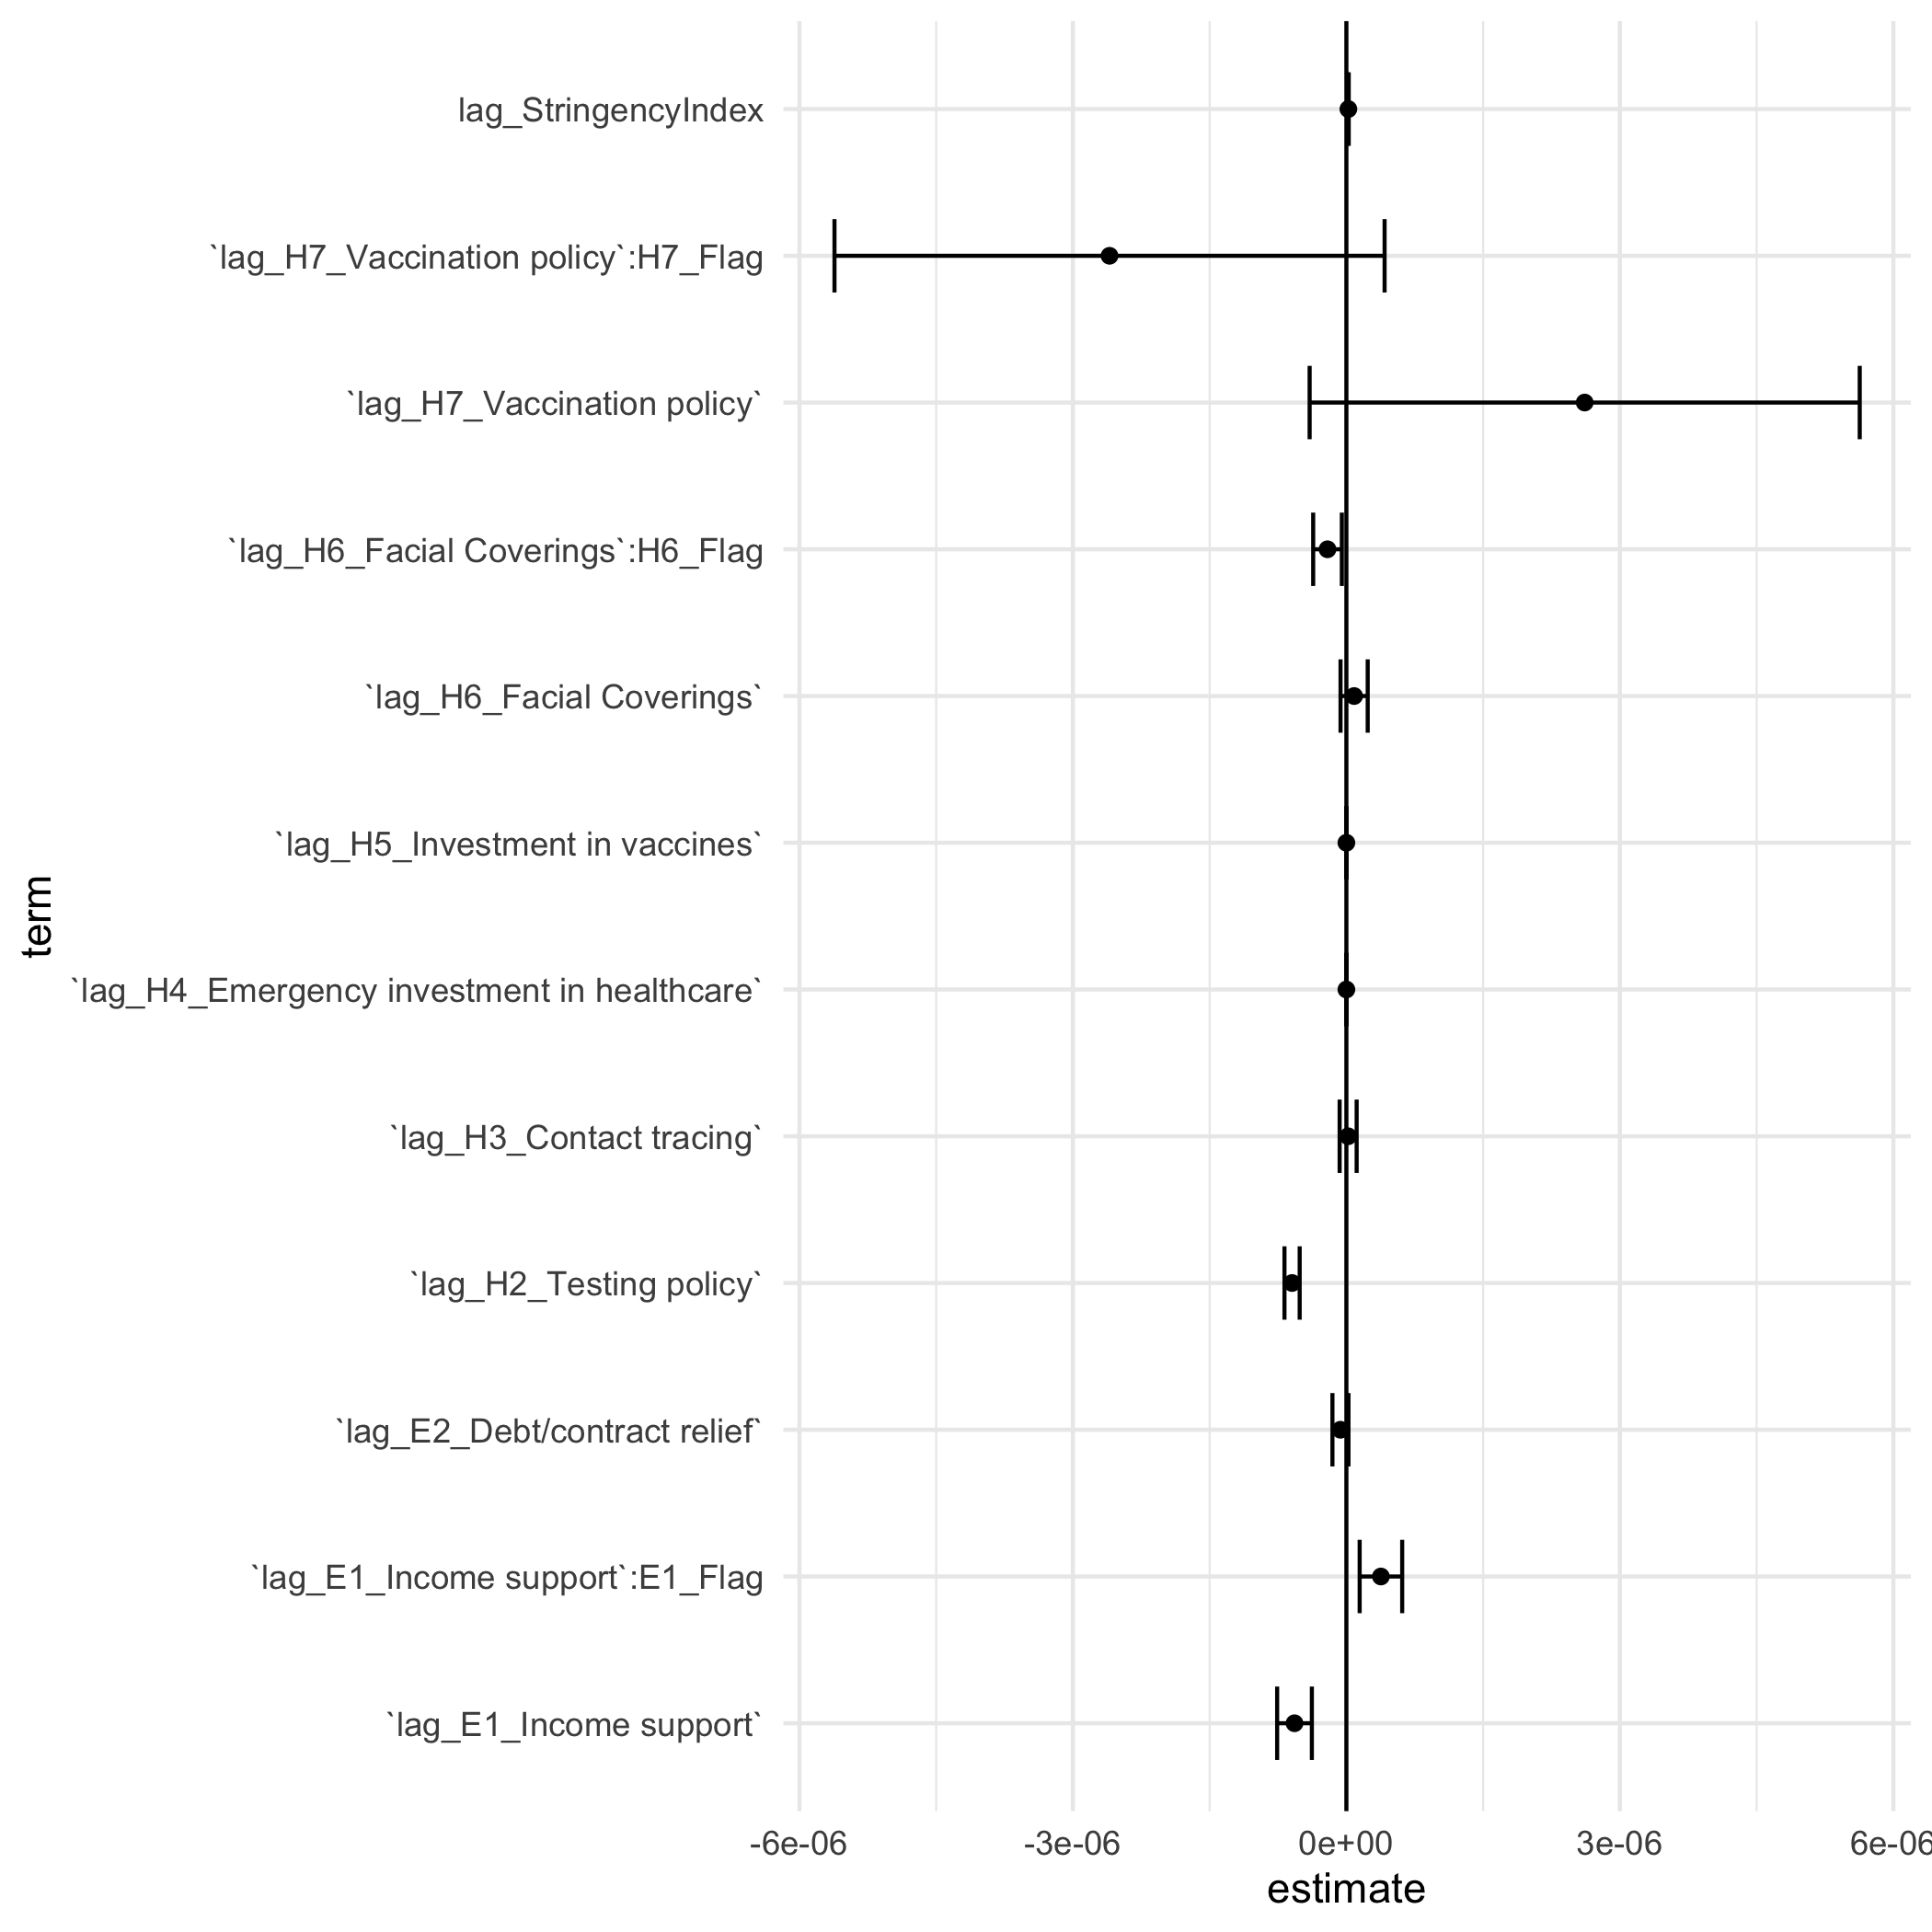 lag_StringencyIndex
`lag_H7_Vaccination policy`:H7_Flag
`lag_H7_Vaccination policy`
`lag_H6_Facial Coverings`:H6_Flag
`lag_H6_Facial Coverings`
`lag_H5_Investment in vaccines`
`lag_H4_Emergency investment in healthcare`
`lag_H3_Contact tracing`
`lag_H2_Testing policy`
`lag_E2_Debt/contract relief`
`lag_E1_Income support`:E1_Flag
`lag_E1_Income support`
term
-6e-06 -3e-06 0e+00 3e-06 6e-06
estimate